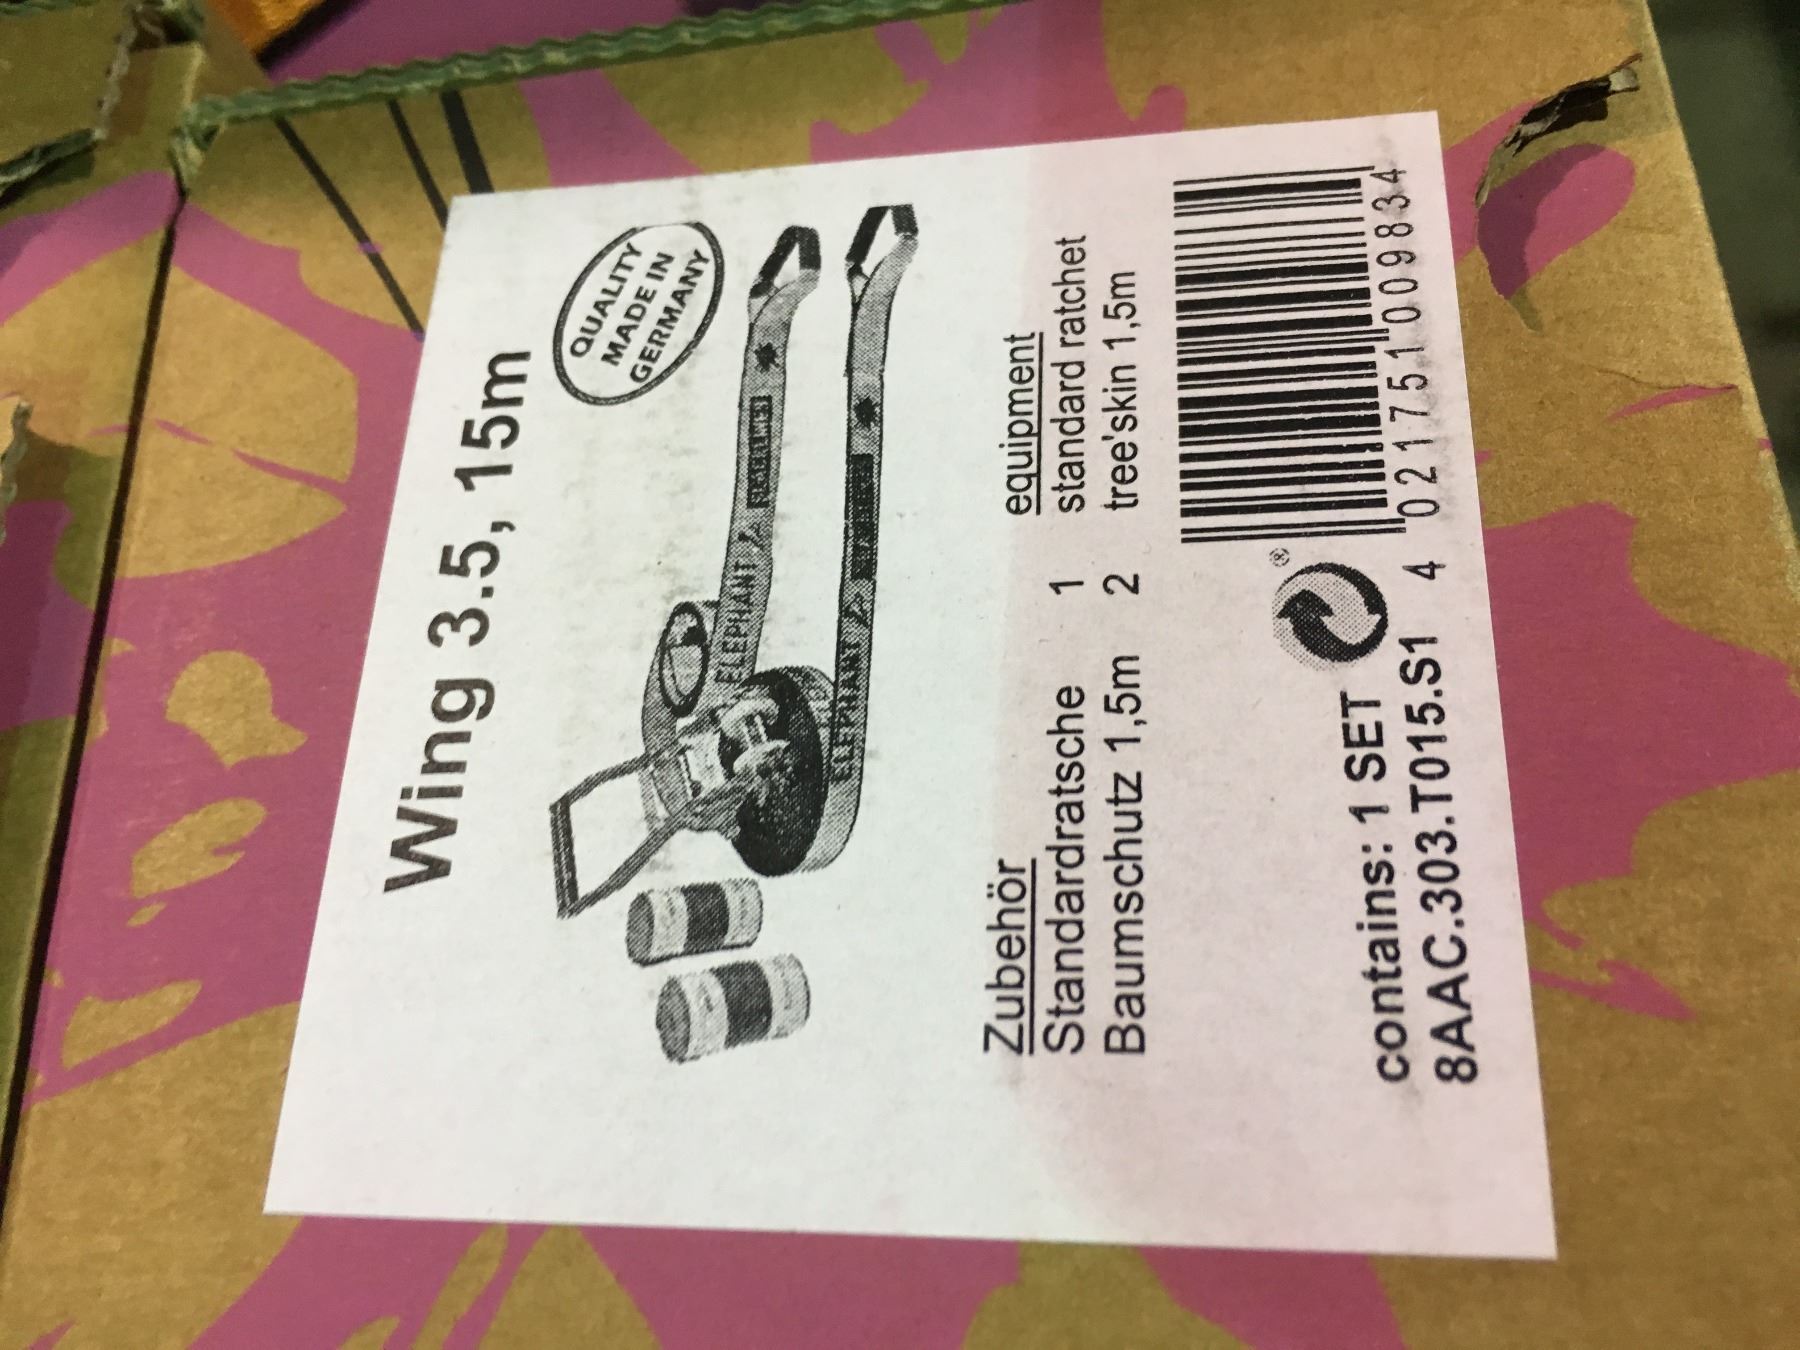 Wing 3.5, 15m
QUALITY
MADE IN
GERMANY
ELEPHANT
ELEPHANT
Zubehör equipment
Standardratsche 1 standard ratchet
Baumschutz 1,5m 2 tree'skin 1,5m
®
contains: 1 SET
8AAC.303.T015.S1
4 021751 009834